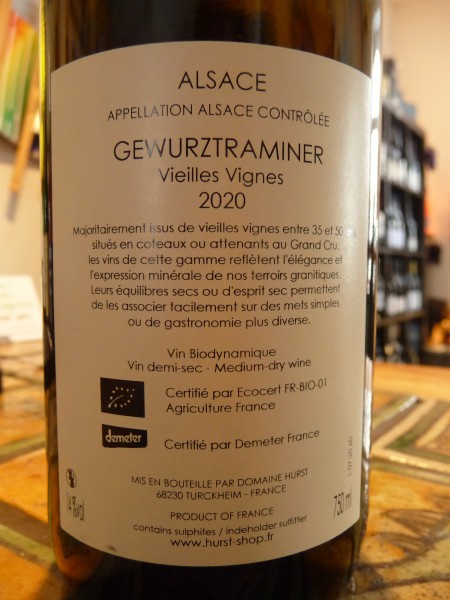 ALSACE
APPELLATION ALSACE CONTRÔLÉE
GEWURZTRAMINER
Vieilles Vignes
2020
Majoritairement issus de vieilles vignes entre 35 et 50
situés en coteaux ou attenants au Grand Cru,
les vins de cette gamme reflètent l'élégance et
l'expression minérale de nos terroirs granitiques.
Leurs équilibres secs ou d'esprit sec permettent
de les associer facilement sur des mets simples
ou de gastronomie plus diverse.
Vin Biodynamique
Vin demi-sec - Medium-dry wine
Certifié par Ecocert FR-BIO-01
Agriculture France
demeter
Certifié par Demeter France
MIS EN BOUTEILLE PAR DOMAINE HURST
68230 TURCKHEIM - FRANCE
14%vol
750 ml
PRODUCT OF FRANCE
contains sulphites / indeholder sulfitter
www.hurst-shop.fr